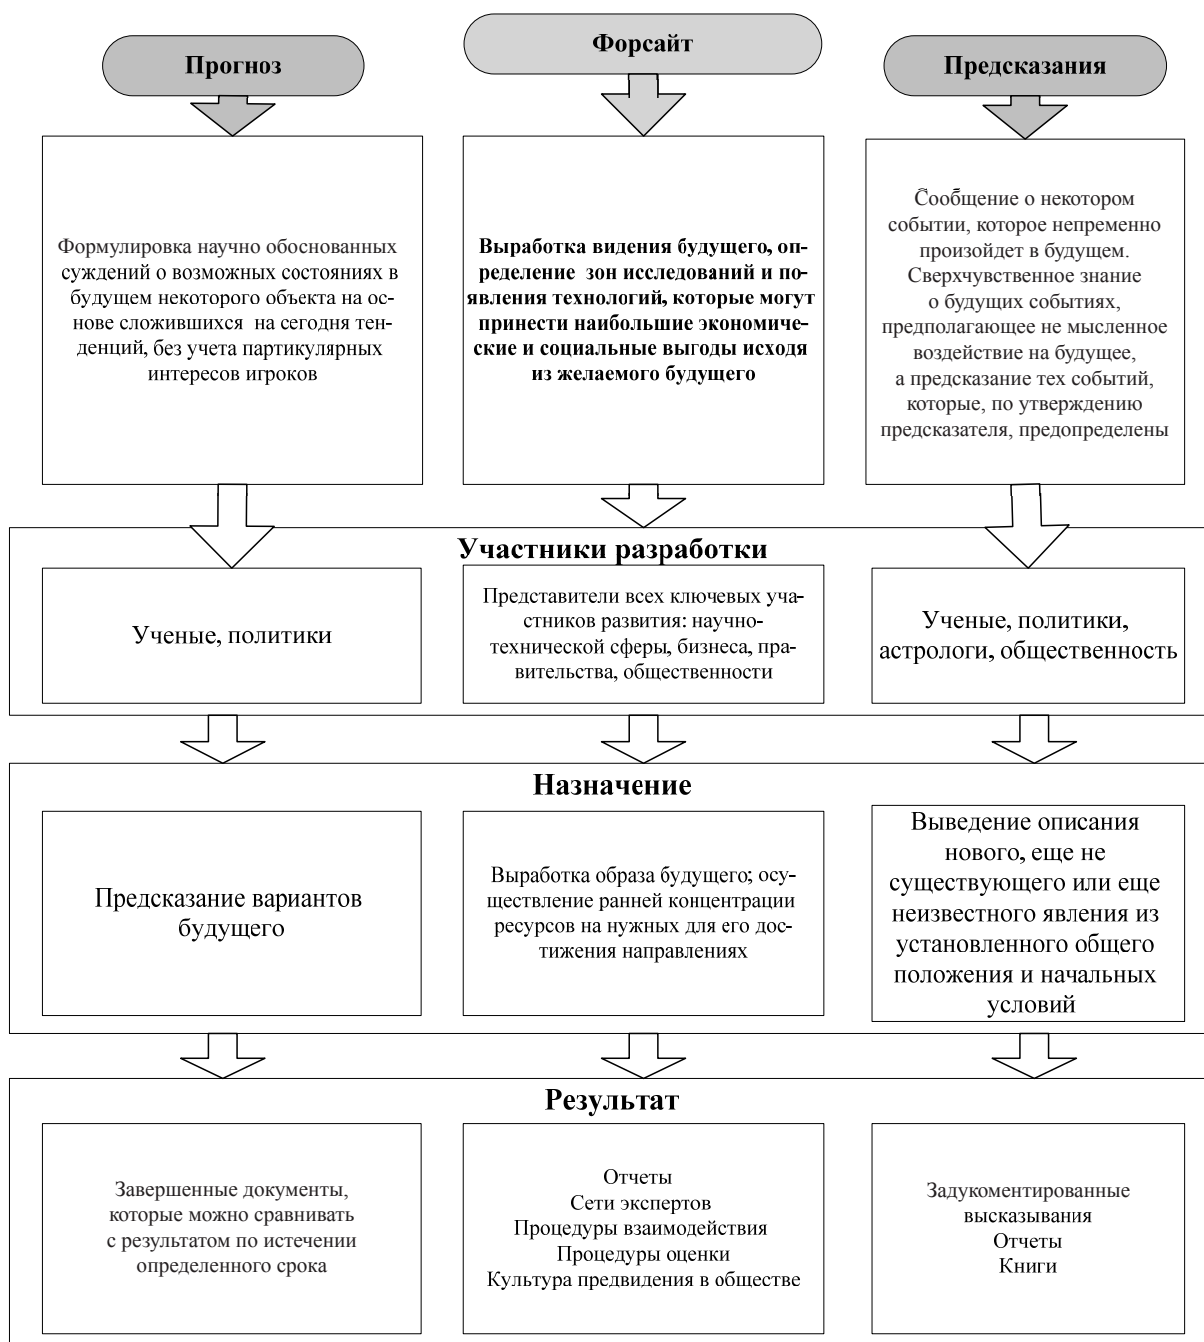 Прогноз
Форсайт
Предсказания
Формулировка научно обоснованных
суждений о возможных состояниях в
будущем некоторого объекта на ос-
нове сложившихся на сегодня тен-
денций, без учета партикулярных
интересов игроков
Выработка видения будущего, оп-
ределение зон исследований и по-
явления технологий, которые могут
принести наибольшие экономиче-
ские и социальные выгоды исходя
из желаемого будущего
Сообщение о некотором
событии, которое непременно
произойдет в будущем.
Сверхчувственное знание
о будущих событиях,
предполагающее не мысленное
воздействие на будущее,
а предсказание тех событий,
которые, по утверждению
предсказателя, предопределены
Участники разработки
Ученые, политики
Представители всех ключевых уча-
стников развития: научно-
технической сферы, бизнеса, пра-
вительства, общественности
Ученые, политики,
астрологи, общественность
Назначение
Предсказание вариантов
будущего
Выработка образа будущего; осу-
ществление ранней концентрации
ресурсов на нужных для его дос-
тижения направлениях
Выведение описания
нового, еще не
существующего или еще
неизвестного явления из
установленного общего
положения и начальных
условий
Результат
Завершенные документы,
которые можно сравнивать
с результатом по истечении
определенного срока
Отчеты
Сети экспертов
Процедуры взаимодействия
Процедуры оценки
Культура предвидения в обществе
Задукоментированные
высказывания
Отчеты
Книги